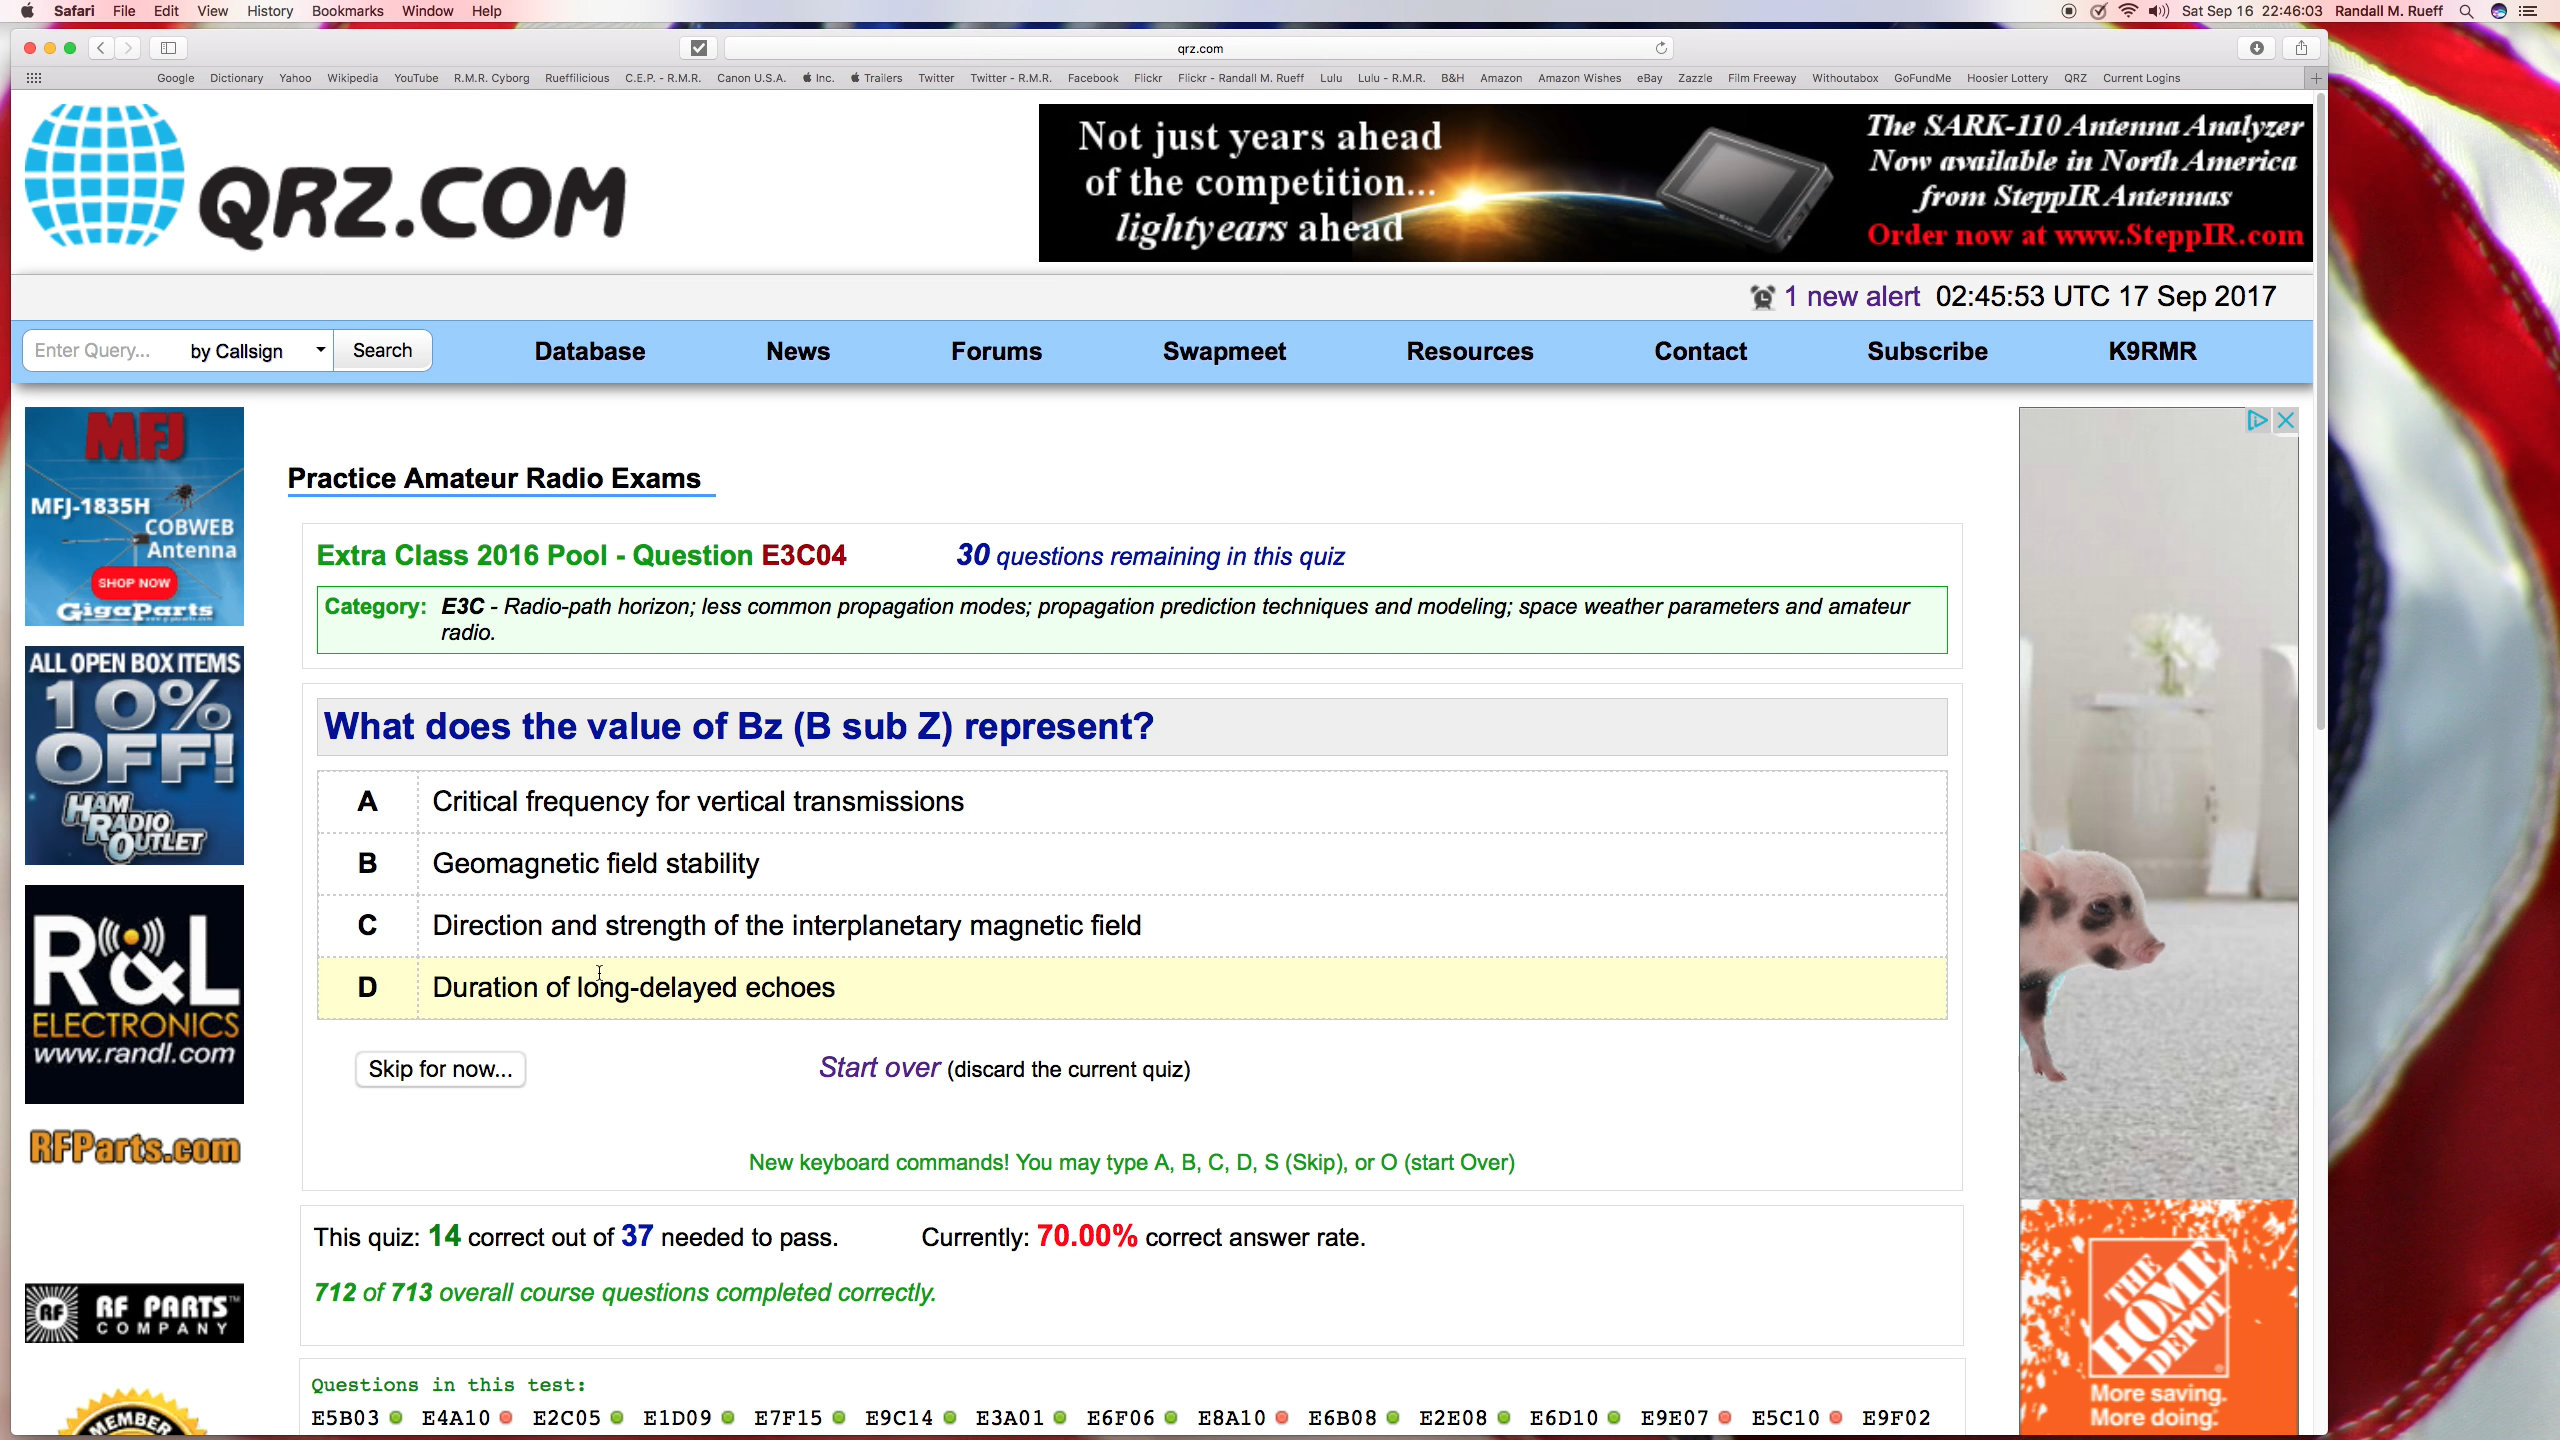 Safari File Edit View History Bookmarks Window Help
Sat Sep 16 22:46:03 Randall M. Rueff
qrz.com
Google Dictionary Yahoo Wikipedia YouTube R.M.R. Cyborg Rueffilicious C.E.P. - R.M.R. Canon U.S.A. Inc. Trailers Twitter Twitter - R.M.R. Facebook Flickr Flickr - Randall M. Rueff Lulu Lulu - R.M.R. B&H Amazon Amazon Wishes eBay Zazzle Film Freeway Withoutabox GoFundMe Hoosier Lottery QRZ Current Logins
QRZ.COM
Not just years ahead
of the competition...
lightyears ahead
The SARK-110 Antenna Analyzer
Now available in North America
from SteppIR Antennas
Order now at www.SteppIR.com
1 new alert 02:45:53 UTC 17 Sep 2017
Enter Query... by Callsign Search Database News Forums Swapmeet Resources Contact Subscribe K9RMR
MFJ
MFJ-1835H
COBWEB
Antenna
SHOP NOW
GigaParts
ALL OPEN BOX ITEMS
10%
OFF!
HAM
RADIO
OUTLET
R&L
ELECTRONICS
www.randl.com
RFParts.com
RF RF PARTS™
COMPANY
MEMBER
Practice Amateur Radio Exams
Extra Class 2016 Pool - Question E3C04 30 questions remaining in this quiz
Category: E3C - Radio-path horizon; less common propagation modes; propagation prediction techniques and modeling; space weather parameters and amateur
radio.
What does the value of Bz (B sub Z) represent?
A Critical frequency for vertical transmissions
B Geomagnetic field stability
C Direction and strength of the interplanetary magnetic field
D Duration of long-delayed echoes
Skip for now... Start over (discard the current quiz)
New keyboard commands! You may type A, B, C, D, S (Skip), or O (start Over)
This quiz: 14 correct out of 37 needed to pass. Currently: 70.00% correct answer rate.
712 of 713 overall course questions completed correctly.
Questions in this test:
E5B03 E4A10 E2C05 E1D09 E7F15 E9C14 E3A01 E6F06 E8A10 E6B08 E2E08 E6D10 E9E07 E5C10 E9F02
THE
HOME
DEPOT
More saving.
More doing.